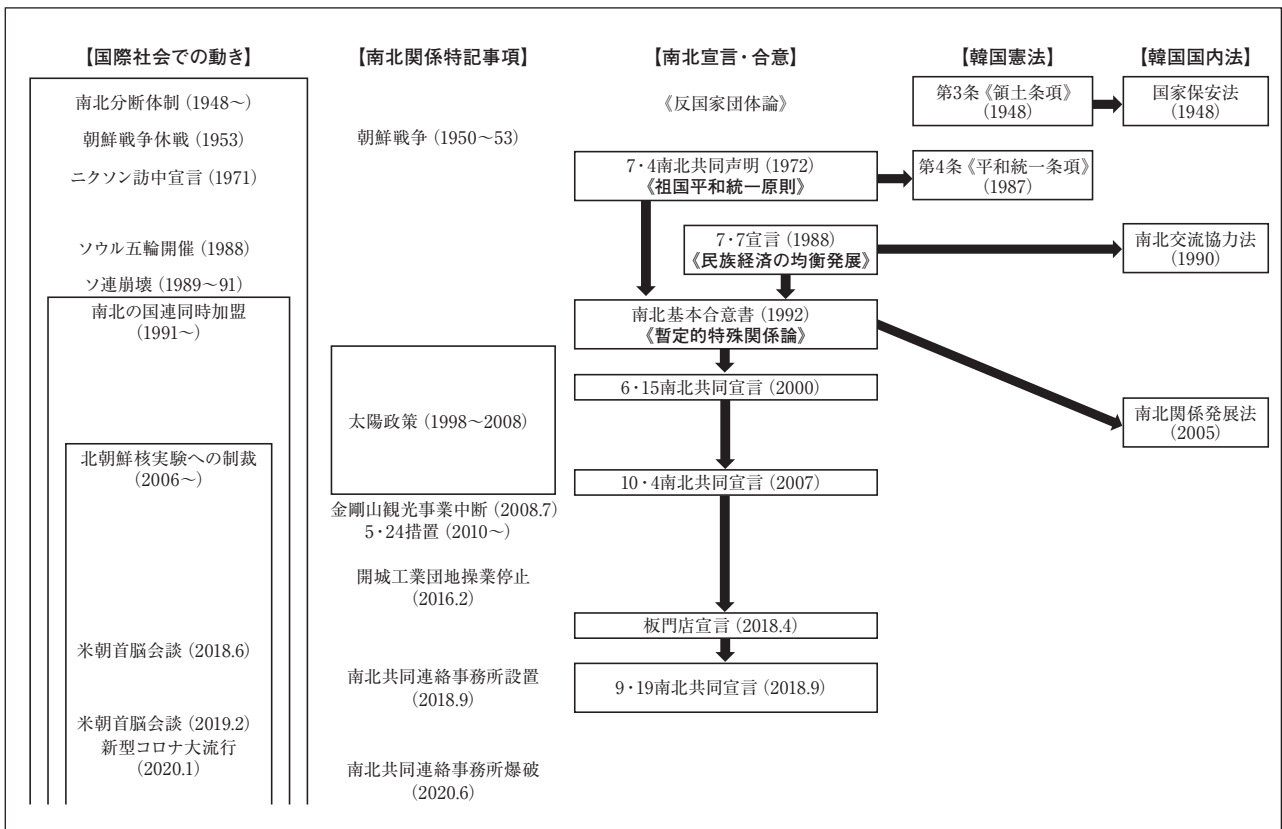 【国際社会での動き】
南北分断体制 (1948～)
朝鮮戦争休戦 (1953)
ニクソン訪中宣言 (1971)
ソウル五輪開催 (1988)
ソ連崩壊 (1989～91)
南北の国連同時加盟
(1991～)
北朝鮮核実験への制裁
(2006～)
米朝首脳会談 (2018.6)
米朝首脳会談 (2019.2)
新型コロナ大流行
(2020.1)
【南北関係特記事項】
朝鮮戦争 (1950～53)
太陽政策 (1998～2008)
金剛山観光事業中断 (2008.7)
5・24措置 (2010～)
開城工業団地操業停止
(2016.2)
南北共同連絡事務所設置
(2018.9)
南北共同連絡事務所爆破
(2020.6)
【南北宣言・合意】
《反国家団体論》
7・4南北共同声明 (1972)
《祖国平和統一原則》
7・7宣言 (1988)
《民族経済の均衡発展》
南北基本合意書 (1992)
《暫定的特殊関係論》
6・15南北共同宣言 (2000)
10・4南北共同宣言 (2007)
板門店宣言 (2018.4)
9・19南北共同宣言 (2018.9)
【韓国憲法】
第3条《領土条項》
(1948)
第4条《平和統一条項》
(1987)
【韓国国内法】
国家保安法
(1948)
南北交流協力法
(1990)
南北関係発展法
(2005)